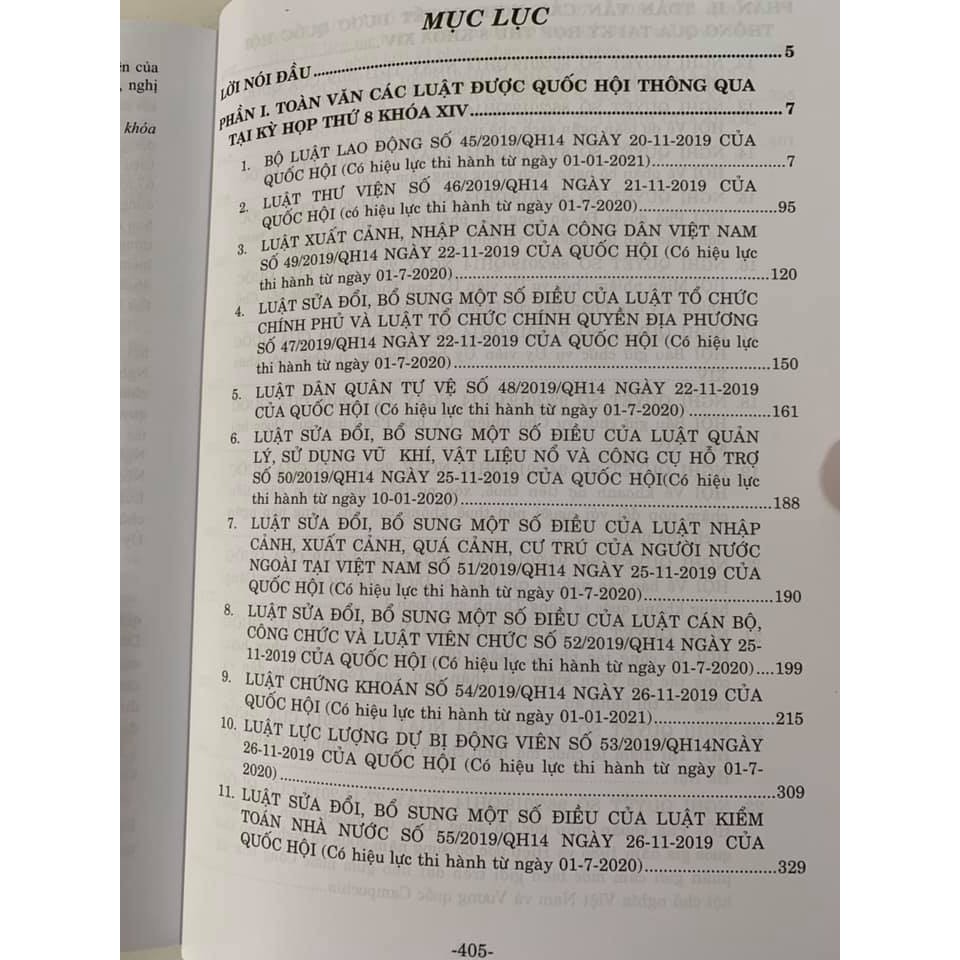 MỤC LỤC
LỜI NÓI ĐẦU.....5
PHẦN I. TOÀN VĂN CÁC LUẬT ĐƯỢC QUỐC HỘI THÔNG QUA
TẠI KỲ HỌP THỨ 8 KHÓA XIV.....7
1. BỘ LUẬT LAO ĐỘNG SỐ 45/2019/QH14 NGÀY 20-11-2019 CỦA
QUỐC HỘI (Có hiệu lực thi hành từ ngày 01-01-2021).....7
2. LUẬT THƯ VIỆN SỐ 46/2019/QH14 NGÀY 21-11-2019 CỦA
QUỐC HỘI (có hiệu lực thi hành từ ngày 01-7-2020).....95
3. LUẬT XUẤT CẢNH, NHẬP CẢNH CỦA CÔNG DÂN VIỆT NAM
SỐ 49/2019/QH14 NGÀY 22-11-2019 CỦA QUỐC HỘI (Có hiệu lực
thi hành từ ngày 01-7-2020).....120
4. LUẬT SỬA ĐỔI, BỔ SUNG MỘT SỐ ĐIỀU CỦA LUẬT TỔ CHỨC
CHÍNH PHỦ VÀ LUẬT TỔ CHỨC CHÍNH QUYỀN ĐỊA PHƯƠNG
SỐ 47/2019/QH14 NGÀY 22-11-2019 CỦA QUỐC HỘI (Có hiệu lực
thi hành từ ngày 01-7-2020).....150
5. LUẬT DÂN QUÂN TỰ VỆ SỐ 48/2019/QH14 NGÀY 22-11-2019
CỦA QUỐC HỘI (Có hiệu lực thi hành từ ngày 01-7-2020).....161
6. LUẬT SỬA ĐỔI, BỔ SUNG MỘT SỐ ĐIỀU CỦA LUẬT QUẢN
LÝ, SỬ DỤNG VŨ KHÍ, VẬT LIỆU NỔ VÀ CÔNG CỤ HỖ TRỢ
SỐ 50/2019/QH14 NGÀY 25-11-2019 CỦA QUỐC HỘI(Có hiệu lực
thi hành từ ngày 10-01-2020).....188
7. LUẬT SỬA ĐỔI, BỔ SUNG MỘT SỐ ĐIỀU CỦA LUẬT NHẬP
CẢNH, XUẤT CẢNH, QUÁ CẢNH, CƯ TRÚ CỦA NGƯỜI NƯỚC
NGOÀI TẠI VIỆT NAM SỐ 51/2019/QH14 NGÀY 25-11-2019 CỦA
QUỐC HỘI (Có hiệu lực thi hành từ ngày 01-7-2020).....190
8. LUẬT SỬA ĐỔI, BỔ SUNG MỘT SỐ ĐIỀU CỦA LUẬT CÁN BỘ,
CÔNG CHỨC VÀ LUẬT VIÊN CHỨC SỐ 52/2019/QH14 NGÀY 25-
11-2019 CỦA QUỐC HỘI (Có hiệu lực thi hành từ ngày 01-7-2020)....199
9. LUẬT CHỨNG KHOÁN SỐ 54/2019/QH14 NGÀY 26-11-2019 CỦA
QUỐC HỘI (Có hiệu lực thi hành từ ngày 01-01-2021).....215
10. LUẬT LỰC LƯỢNG DỰ BỊ ĐỘNG VIÊN SỐ 53/2019/QH14NGÀY
26-11-2019 CỦA QUỐC HỘI (Có hiệu lực thi hành từ ngày 01-7-
2020).....309
11. LUẬT SỬA ĐỔI, BỔ SUNG MỘT SỐ ĐIỀU CỦA LUẬT KIỂM
TOÁN NHÀ NƯỚC SỐ 55/2019/QH14 NGÀY 26-11-2019 CỦA
QUỐC HỘI (Có hiệu lực thi hành từ ngày 01-7-2020).....329
-405-
của
, nghị
khóa